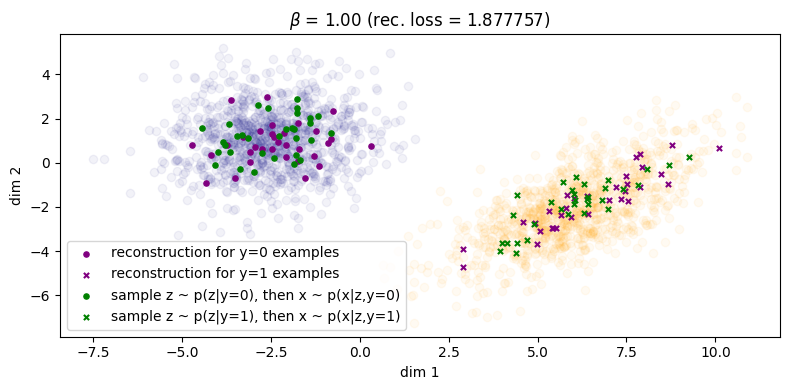 β = 1.00 (rec. loss = 1.877757)
dim 2
4
2
0
−2
−4
−6
reconstruction for y=0 examples
reconstruction for y=1 examples
sample z ~ p(z|y=0), then x ~ p(x|z,y=0)
sample z ~ p(z|y=1), then x ~ p(x|z,y=1)
−7.5 −5.0 −2.5 0.0 2.5 5.0 7.5 10.0
dim 1